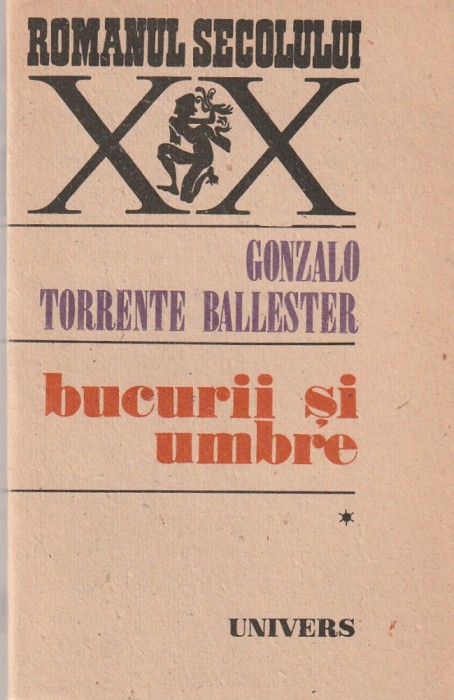 ROMANUL SECOLULUI
XX
GONZALO
TORRENTE BALLESTER
bucurii și
umbre
*
UNIVERS